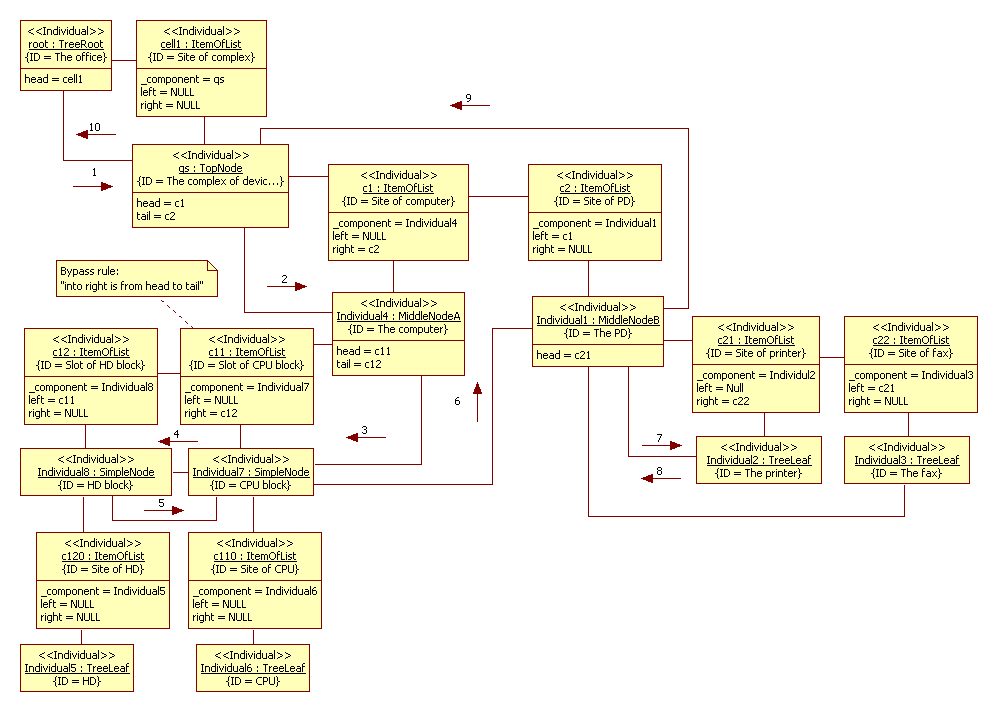 <<Individual>>
root : TreeRoot
{ID = The office}
head = cell1
<<Individual>>
cell1 : ItemOfList
{ID = Site of complex}
_component = qs
left = NULL
right = NULL
9
10
1
<<Individual>>
qs : TopNode
{ID = The complex of devic...}
head = c1
tail = c2
<<Individual>>
c1 : ItemOfList
{ID = Site of computer}
_component = Individual4
left = NULL
right = c2
<<Individual>>
c2 : ItemOfList
{ID = Site of PD}
_component = Individual1
left = c1
right = NULL
Bypass rule:
"into right is from head to tail"
2
<<Individual>>
Individual4 : MiddleNodeA
{ID = The computer}
head = c11
tail = c12
<<Individual>>
Individual1 : MiddleNodeB
{ID = The PD}
head = c21
<<Individual>>
c21 : ItemOfList
{ID = Site of printer}
_component = Individul2
left = Null
right = c22
<<Individual>>
c22 : ItemOfList
{ID = Site of fax}
_component = Individual3
left = c21
right = NULL
<<Individual>>
c12 : ItemOfList
{ID = Slot of HD block}
_component = Individual8
left = c11
right = NULL
<<Individual>>
c11 : ItemOfList
{ID = Slot of CPU block}
_component = Individual7
left = NULL
right = c12
6
3
4
7
8
<<Individual>>
Individual8 : SimpleNode
{ID = HD block}
<<Individual>>
Individual7 : SimpleNode
{ID = CPU block}
<<Individual>>
Individual2 : TreeLeaf
{ID = The printer}
<<Individual>>
Individual3 : TreeLeaf
{ID = The fax}
5
<<Individual>>
c120 : ItemOfList
{ID = Site of HD}
_component = Individual5
left = NULL
right = NULL
<<Individual>>
c110 : ItemOfList
{ID = Site of CPU}
_component = Individual6
left = NULL
right = NULL
<<Individual>>
Individual5 : TreeLeaf
{ID = HD}
<<Individual>>
Individual6 : TreeLeaf
{ID = CPU}